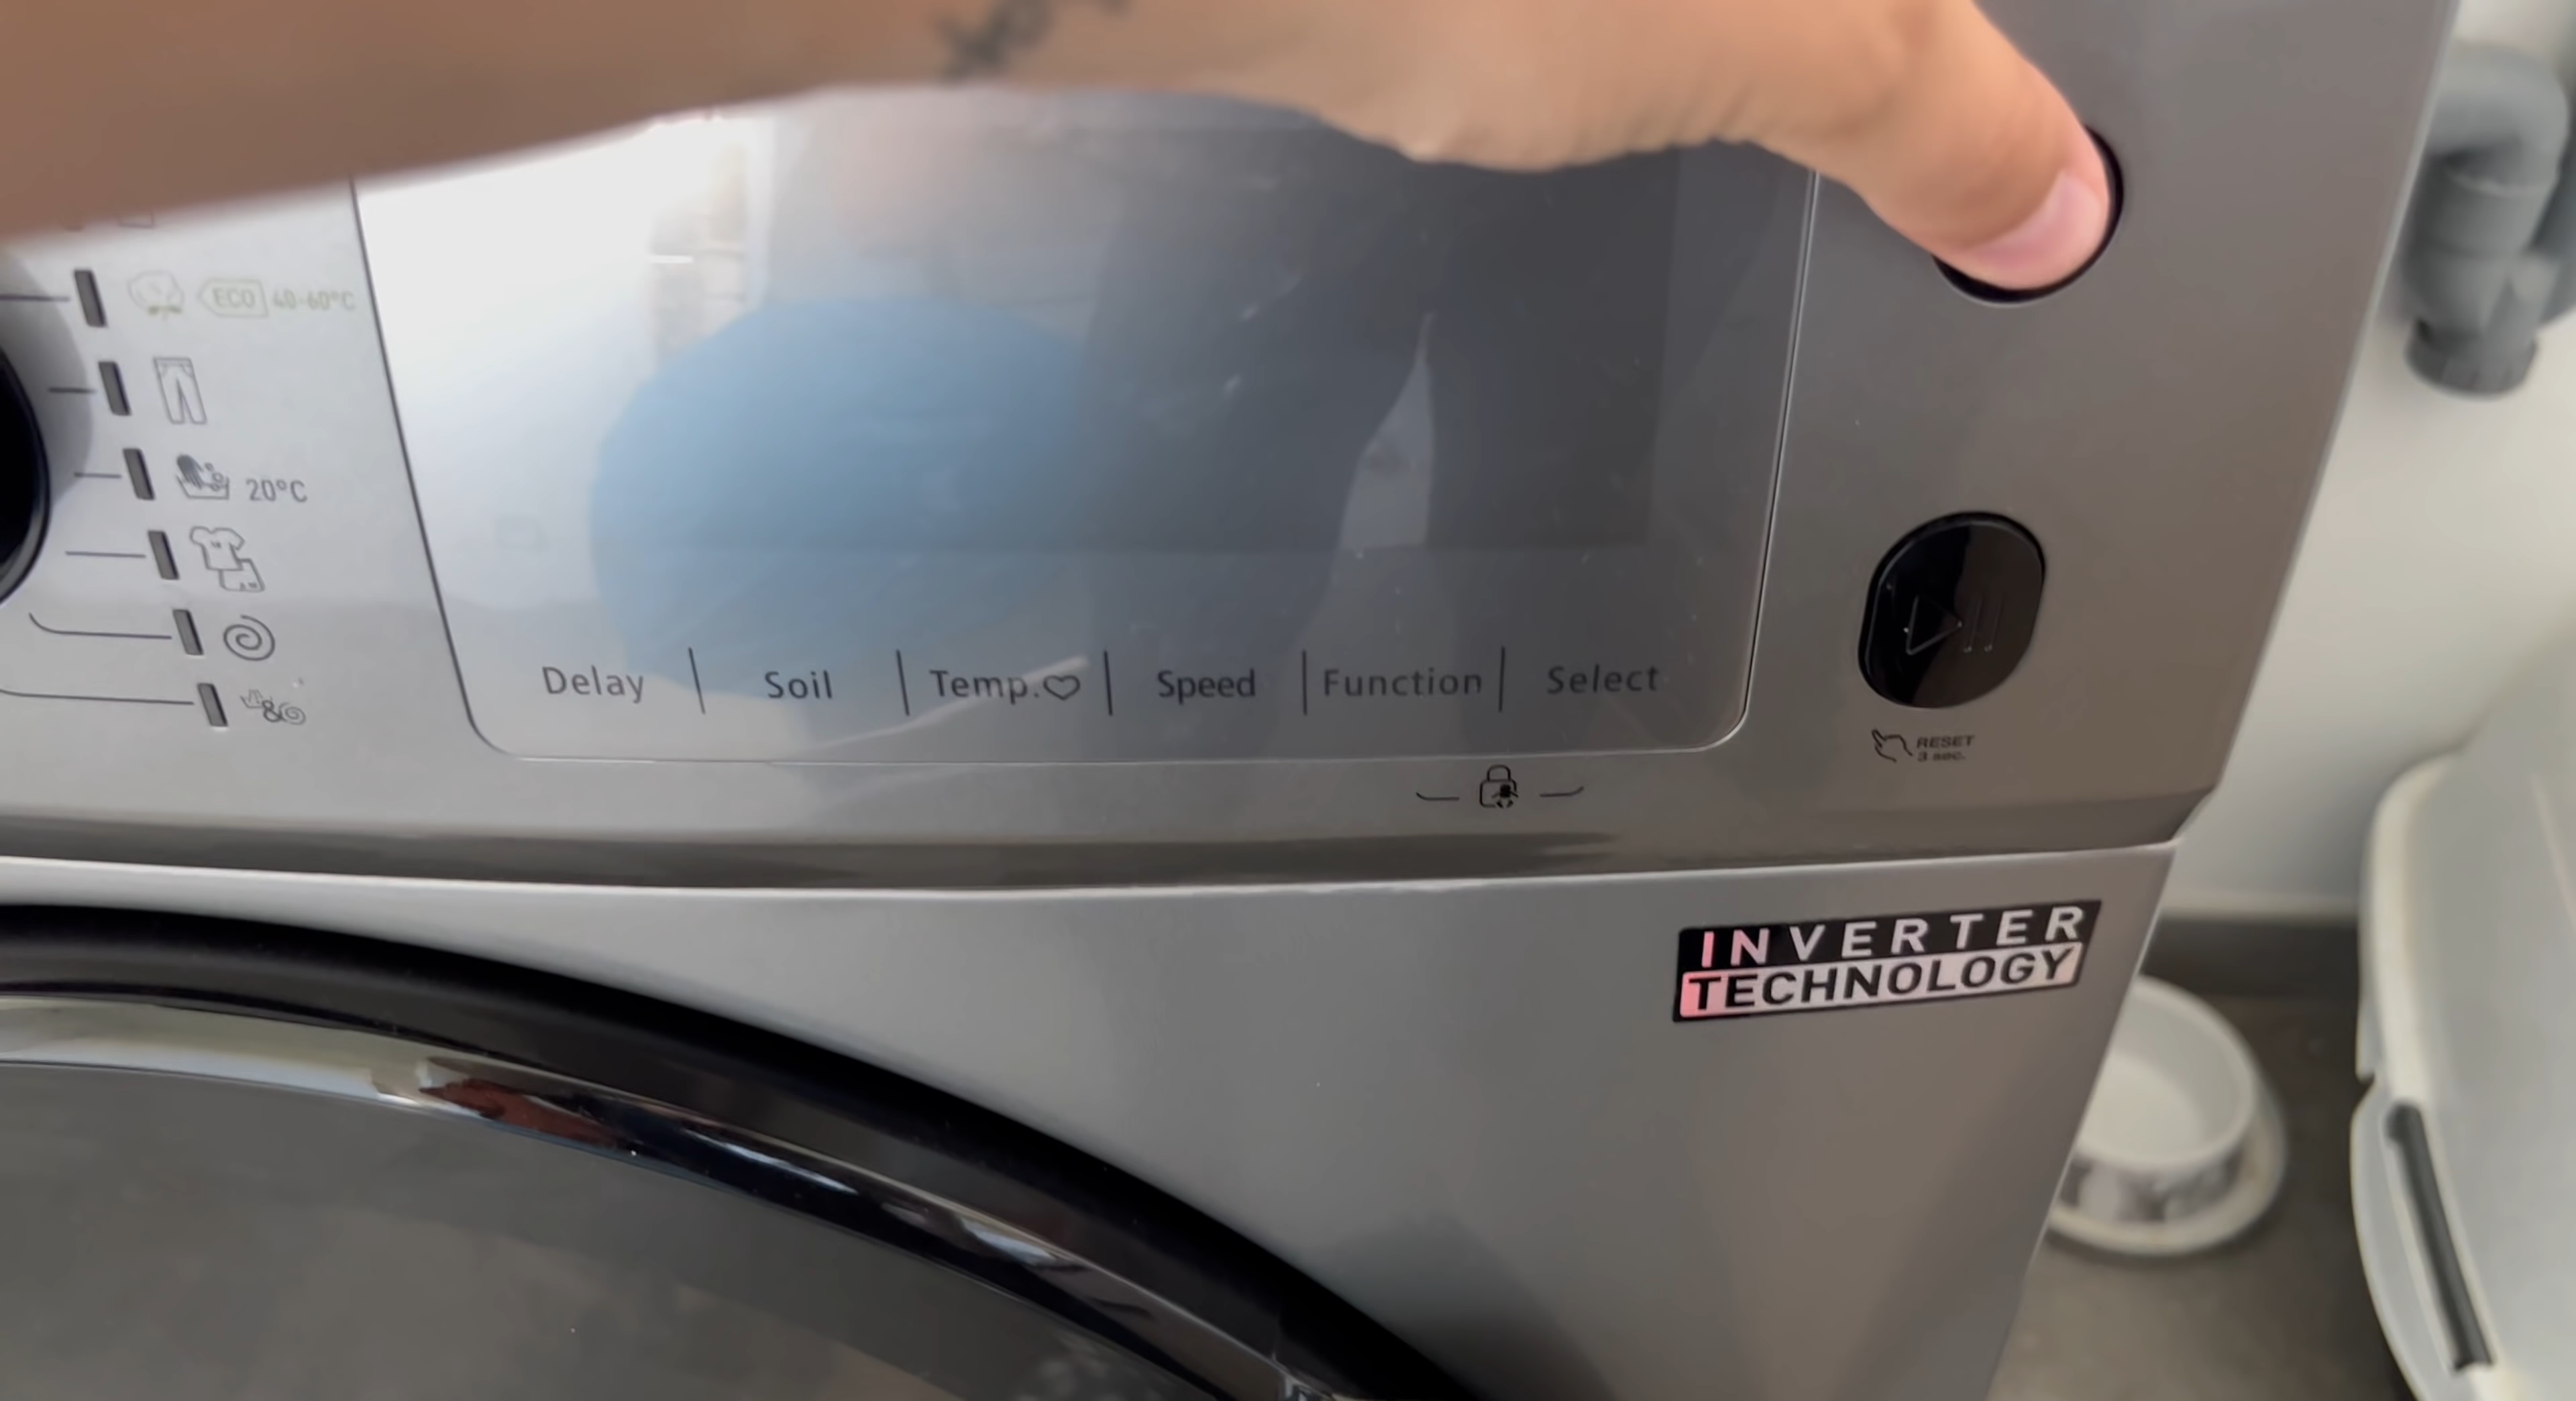 ECO 40-60°C
20°C
&
Delay | Soil | Temp. | Speed | Function | Select
RESET
3 sec.
INVERTER
TECHNOLOGY